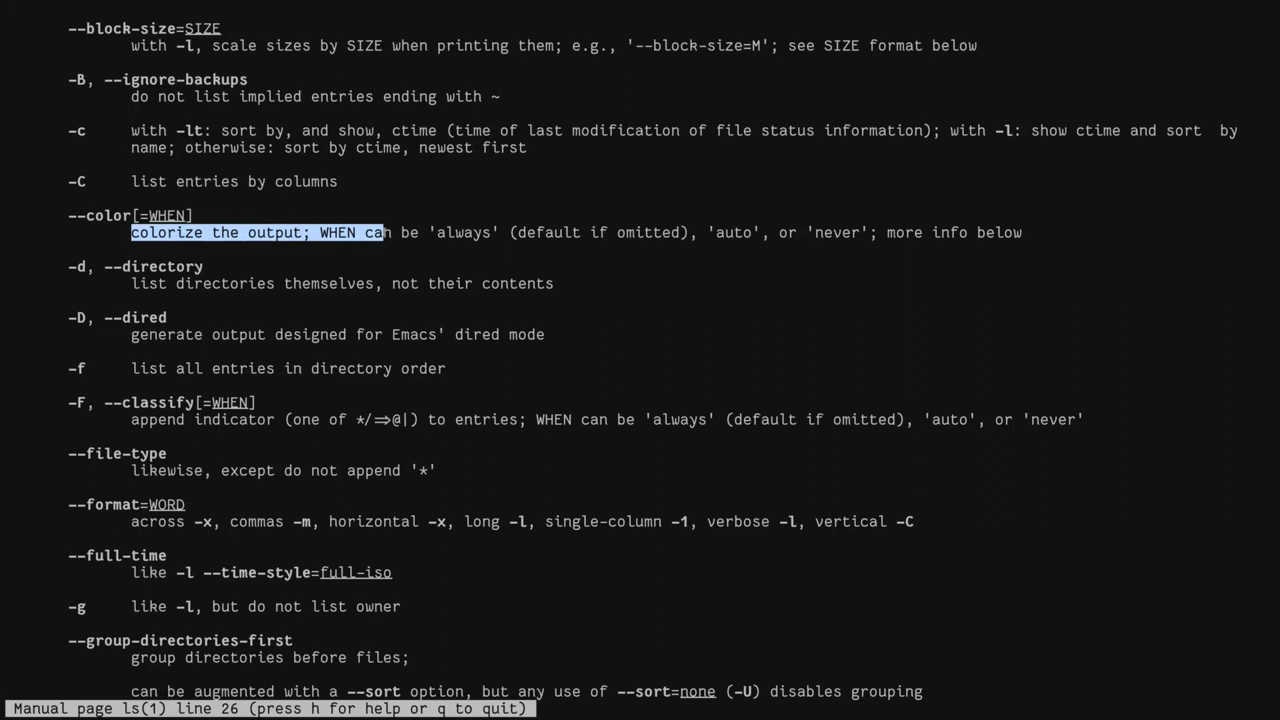 --block-size=SIZE
with -l, scale sizes by SIZE when printing them; e.g., '--block-size=M'; see SIZE format below
-B, --ignore-backups
do not list implied entries ending with ~
-c with -lt: sort by, and show, ctime (time of last modification of file status information); with -l: show ctime and sort by
name; otherwise: sort by ctime, newest first
-C list entries by columns
--color[=WHEN]
colorize the output; WHEN can be 'always' (default if omitted), 'auto', or 'never'; more info below
-d, --directory
list directories themselves, not their contents
-D, --dired
generate output designed for Emacs' dired mode
-f list all entries in directory order
-F, --classify[=WHEN]
append indicator (one of */=>@|) to entries; WHEN can be 'always' (default if omitted), 'auto', or 'never'
--file-type
likewise, except do not append '*'
--format=WORD
across -x, commas -m, horizontal -x, long -l, single-column -1, verbose -l, vertical -C
--full-time
like -l --time-style=full-iso
-g like -l, but do not list owner
--group-directories-first
group directories before files;
can be augmented with a --sort option, but any use of --sort=none (-U) disables grouping
Manual page ls(1) line 26 (press h for help or q to quit)